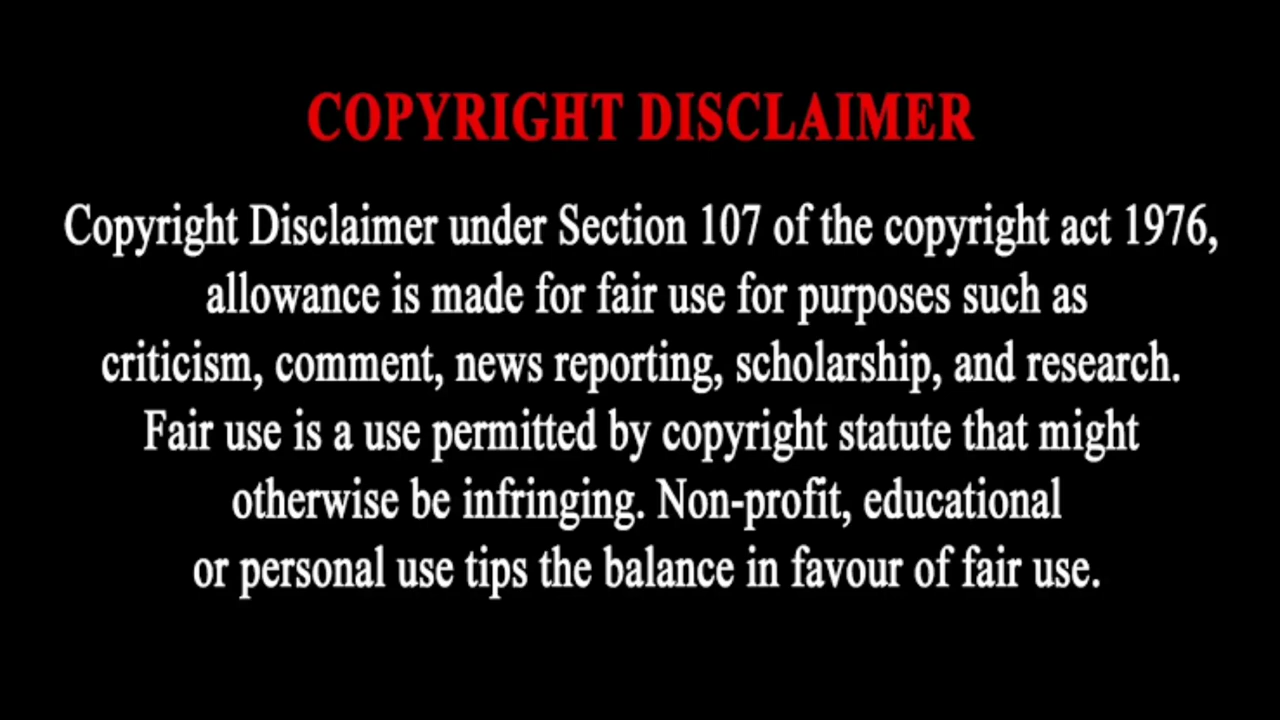 COPYRIGHT DISCLAIMER
Copyright Disclaimer under Section 107 of the copyright act 1976,
allowance is made for fair use for purposes such as
criticism, comment, news reporting, scholarship, and research.
Fair use is a use permitted by copyright statute that might
otherwise be infringing. Non-profit, educational
or personal use tips the balance in favour of fair use.